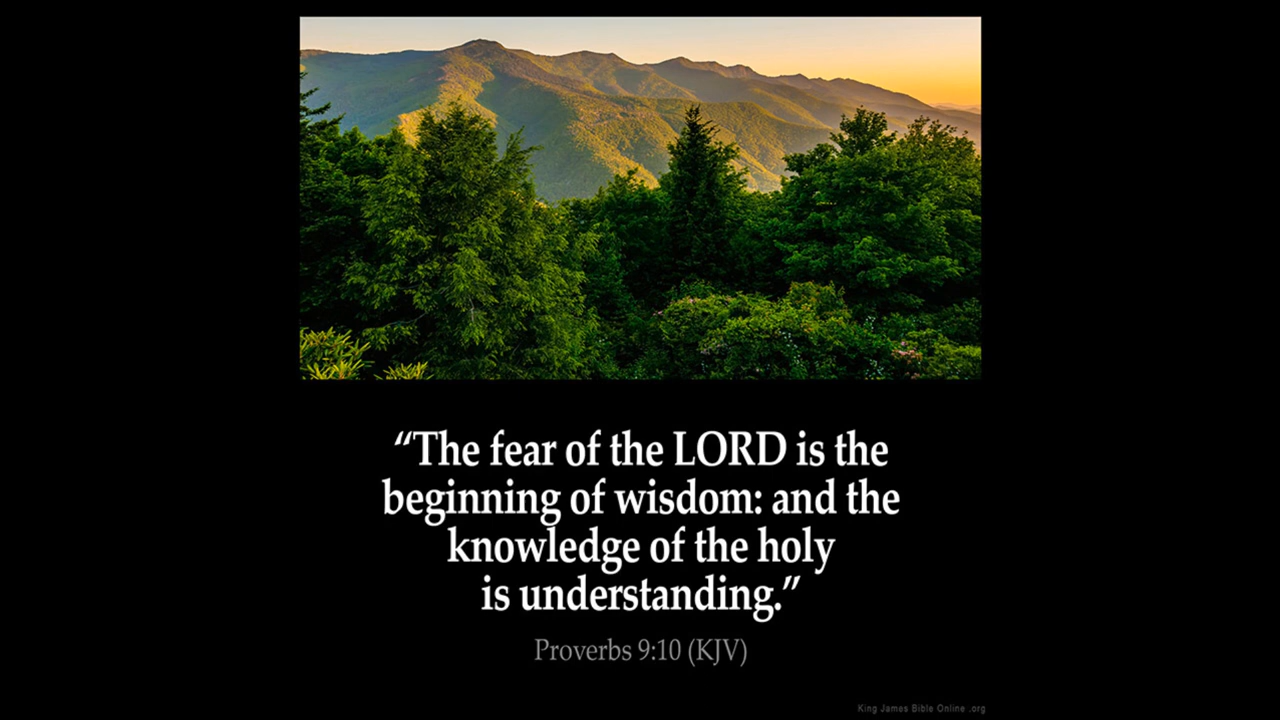 “The fear of the LORD is the
beginning of wisdom: and the
knowledge of the holy
is understanding.”
Proverbs 9:10 (KJV)
King James Bible Online .org